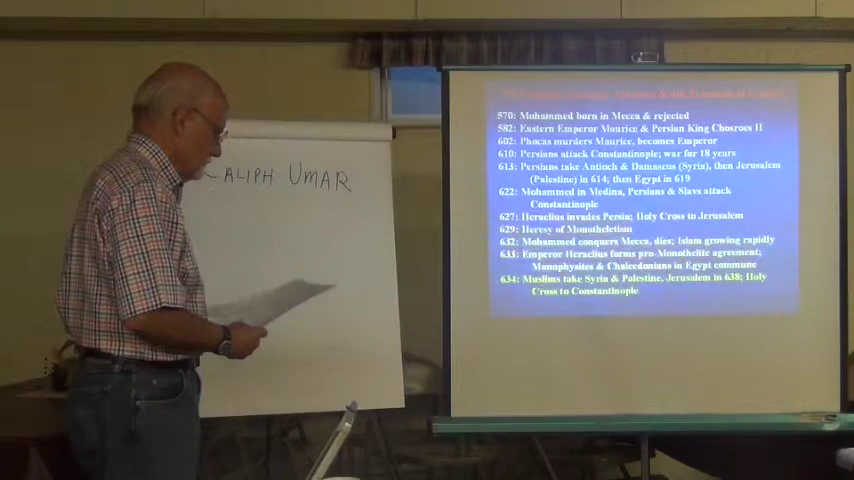 CALIPH UMAR
570: Mohammed born in Mecca & rejected
582: Eastern Emperor Maurice & Persian King Chosroes II
602: Phocas murders Maurice, becomes Emperor
610: Persians attack Constantinople; war for 18 years
613: Persians take Antioch & Damascus (Syria), then Jerusalem
(Palestine) in 614; then Egypt in 619
622: Mohammed in Medina, Persians & Slavs attack
Constantinople
627: Heraclius invades Persia; Holy Cross to Jerusalem
629: Heresy of Monotheletism
632: Mohammed conquers Mecca, dies; Islam growing rapidly
633: Emperor Heraclius forms pro-Monothelite agreement;
Monophysites & Chalcedonians in Egypt commune
634: Muslims take Syria & Palestine, Jerusalem in 638; Holy
Cross to Constantinople